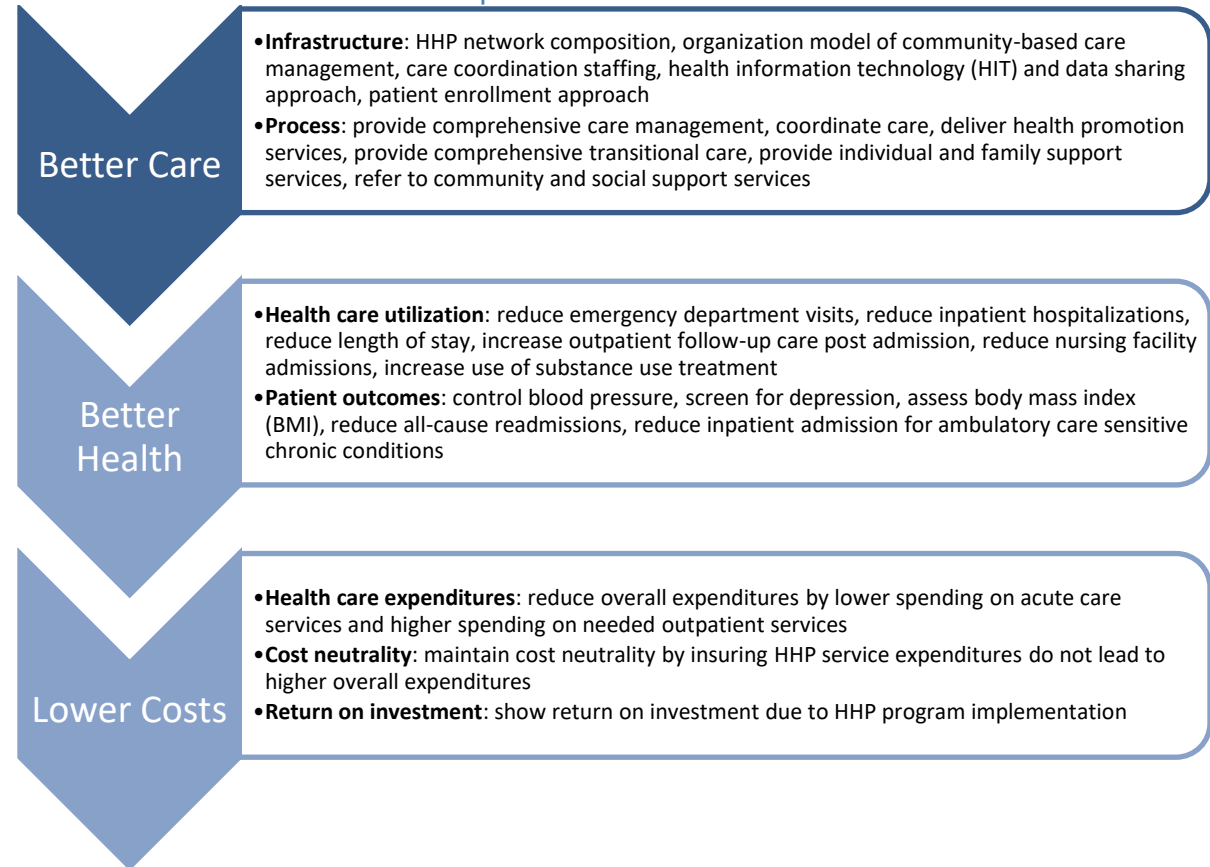 Better Care
•Infrastructure: HHP network composition, organization model of community-based care
management, care coordination staffing, health information technology (HIT) and data sharing
approach, patient enrollment approach
•Process: provide comprehensive care management, coordinate care, deliver health promotion
services, provide comprehensive transitional care, provide individual and family support
services, refer to community and social support services
Better
Health
•Health care utilization: reduce emergency department visits, reduce inpatient hospitalizations,
reduce length of stay, increase outpatient follow-up care post admission, reduce nursing facility
admissions, increase use of substance use treatment
•Patient outcomes: control blood pressure, screen for depression, assess body mass index
(BMI), reduce all-cause readmissions, reduce inpatient admission for ambulatory care sensitive
chronic conditions
Lower Costs
•Health care expenditures: reduce overall expenditures by lower spending on acute care
services and higher spending on needed outpatient services
•Cost neutrality: maintain cost neutrality by insuring HHP service expenditures do not lead to
higher overall expenditures
•Return on investment: show return on investment due to HHP program implementation